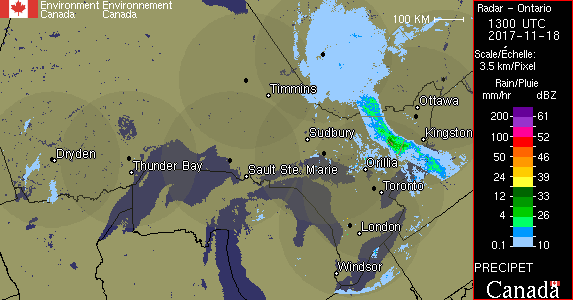 Environment Environnement
Canada Canada
100 KM
Timmins
Ottawa
Sudbury
Kingston
Dryden
Thunder Bay
Sault Ste. Marie
Orillia
Toronto
London
Windsor
Radar - Ontario
1300 UTC
2017-11-18
Scale/Échelle:
3.5 km/Pixel
Rain/Pluie
mm/hr dBZ
200 61
100 52
50 46
24 39
12 33
4 26
0.1 10
PRECIPET
Canada